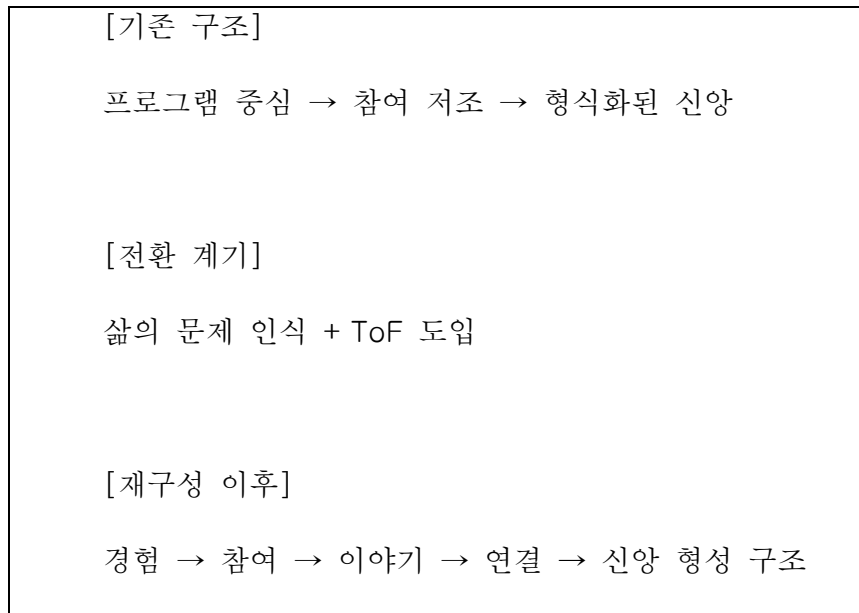 [기존 구조]
프로그램 중심 → 참여 저조 → 형식화된 신앙
[전환 계기]
삶의 문제 인식 + ToF 도입
[재구성 이후]
경험 → 참여 → 이야기 → 연결 → 신앙 형성 구조